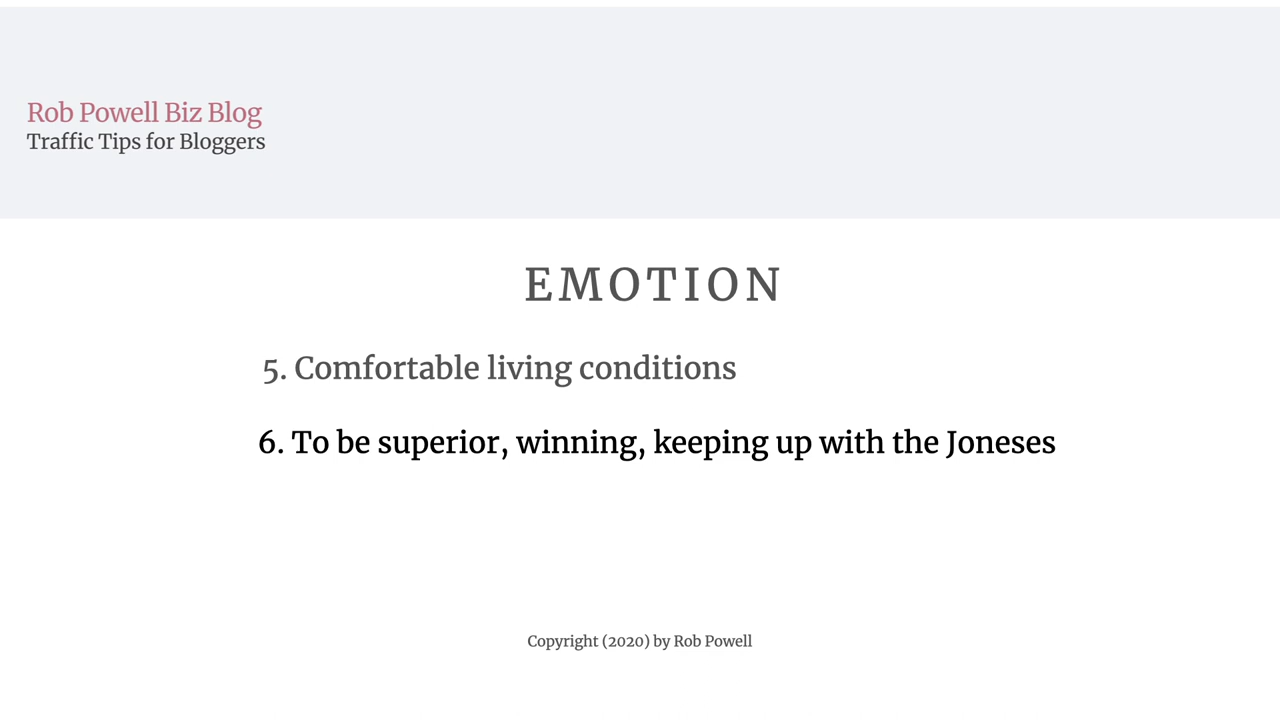 Rob Powell Biz Blog
Traffic Tips for Bloggers
EMOTION
5. Comfortable living conditions
6. To be superior, winning, keeping up with the Joneses
Copyright (2020) by Rob Powell